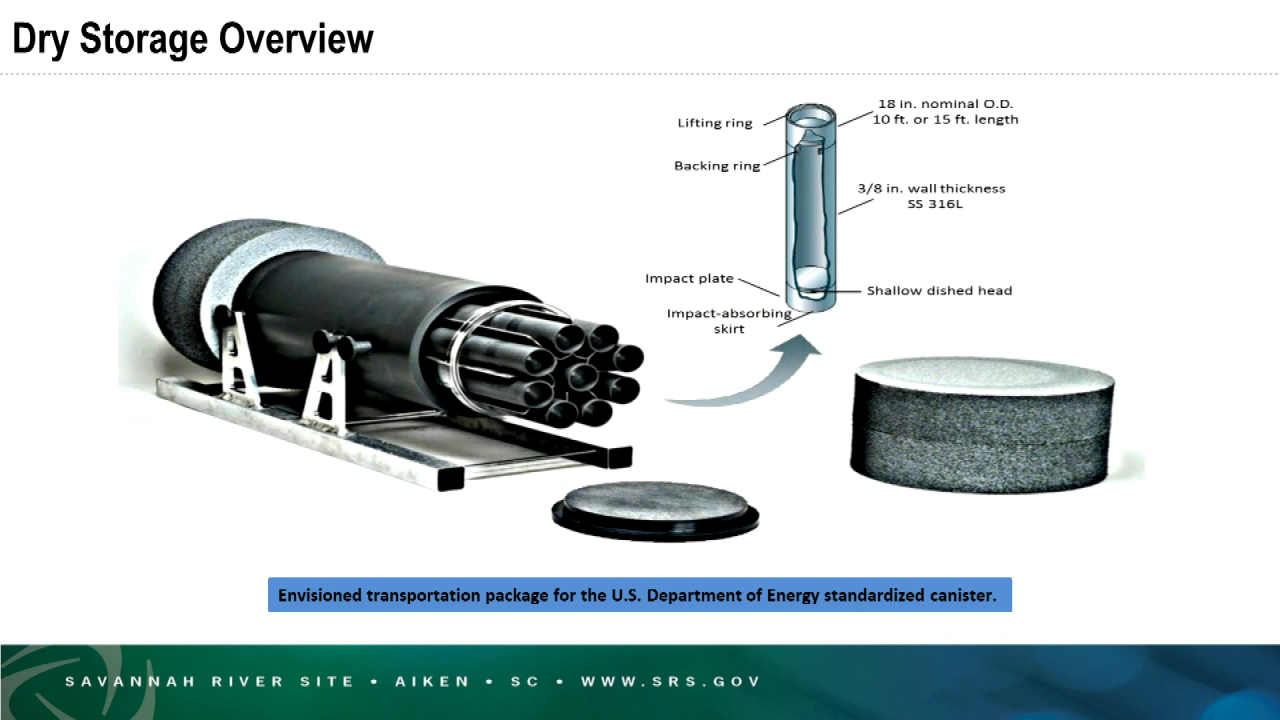 Dry Storage Overview
Lifting ring
18 in. nominal O.D.
10 ft. or 15 ft. length
Backing ring
3/8 in. wall thickness
SS 316L
Impact plate
Shallow dished head
Impact-absorbing
skirt
Envisioned transportation package for the U.S. Department of Energy standardized canister.
SAVANNAH RIVER SITE • AIKEN • SC • WWW.SRS.GOV